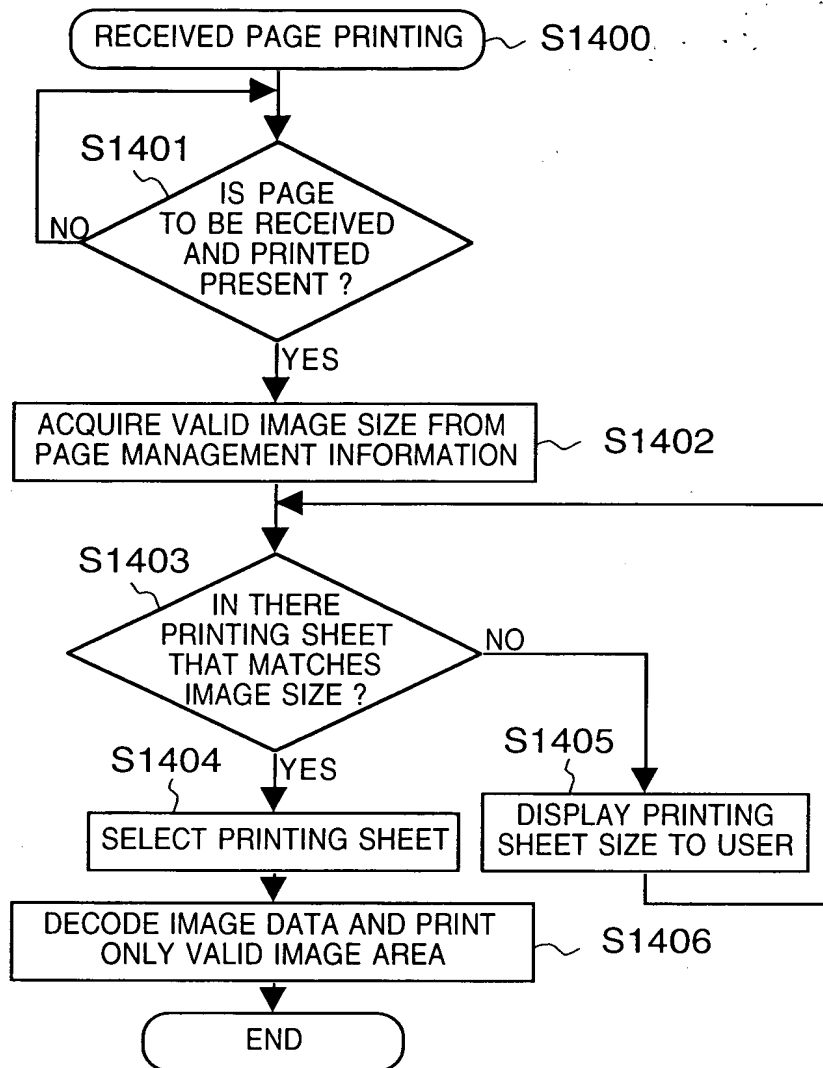 RECEIVED PAGE PRINTING
S1400
S1401
IS PAGE
TO BE RECEIVED
AND PRINTED
PRESENT ?
NO
YES
ACQUIRE VALID IMAGE SIZE FROM
PAGE MANAGEMENT INFORMATION
S1402
S1403
IN THERE
PRINTING SHEET
THAT MATCHES
IMAGE SIZE ?
NO
YES
S1404
SELECT PRINTING SHEET
S1405
DISPLAY PRINTING
SHEET SIZE TO USER
DECODE IMAGE DATA AND PRINT
ONLY VALID IMAGE AREA
S1406
END